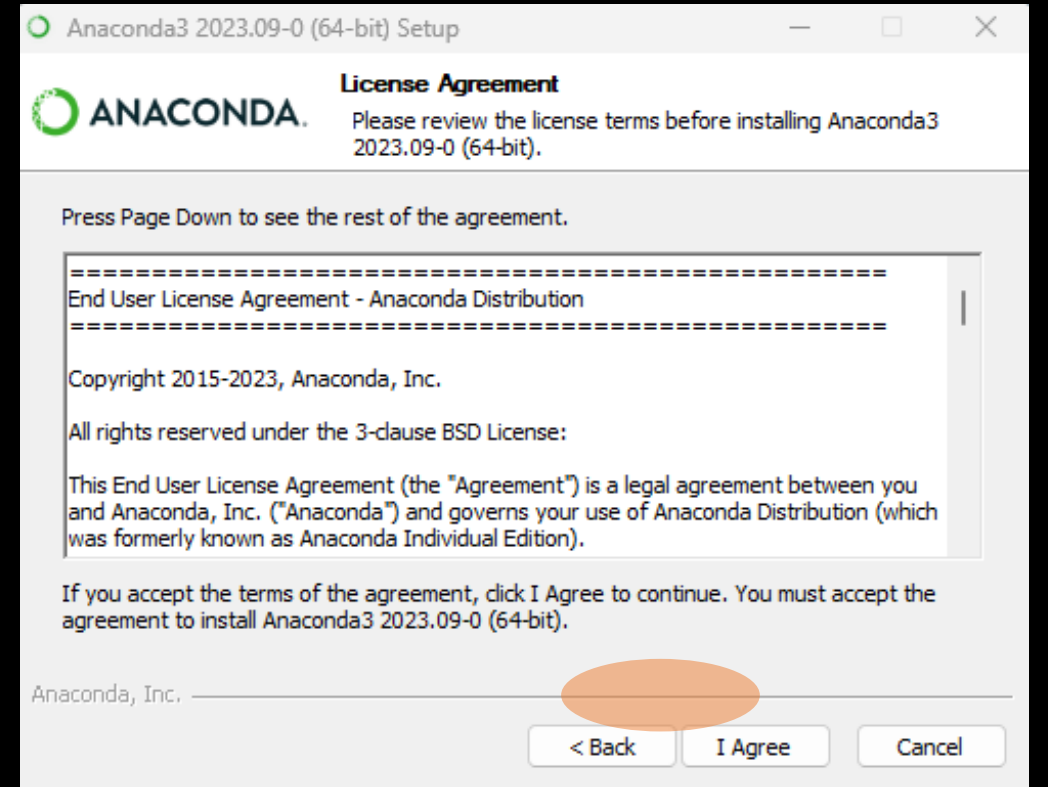 Anaconda3 2023.09-0 (64-bit) Setup
ANACONDA.
License Agreement
Please review the license terms before installing Anaconda3
2023.09-0 (64-bit).
Press Page Down to see the rest of the agreement.
==================================================
End User License Agreement - Anaconda Distribution
==================================================
Copyright 2015-2023, Anaconda, Inc.
All rights reserved under the 3-clause BSD License:
This End User License Agreement (the "Agreement") is a legal agreement between you
and Anaconda, Inc. ("Anaconda") and governs your use of Anaconda Distribution (which
was formerly known as Anaconda Individual Edition).
If you accept the terms of the agreement, click I Agree to continue. You must accept the
agreement to install Anaconda3 2023.09-0 (64-bit).
Anaconda, Inc.
< Back
I Agree
Cancel